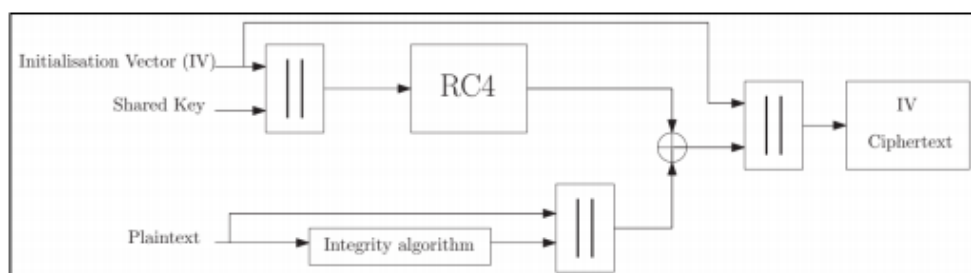 Initialisation Vector (IV)
Shared Key
RC4
IV
Ciphertext
Plaintext
Integrity algorithm